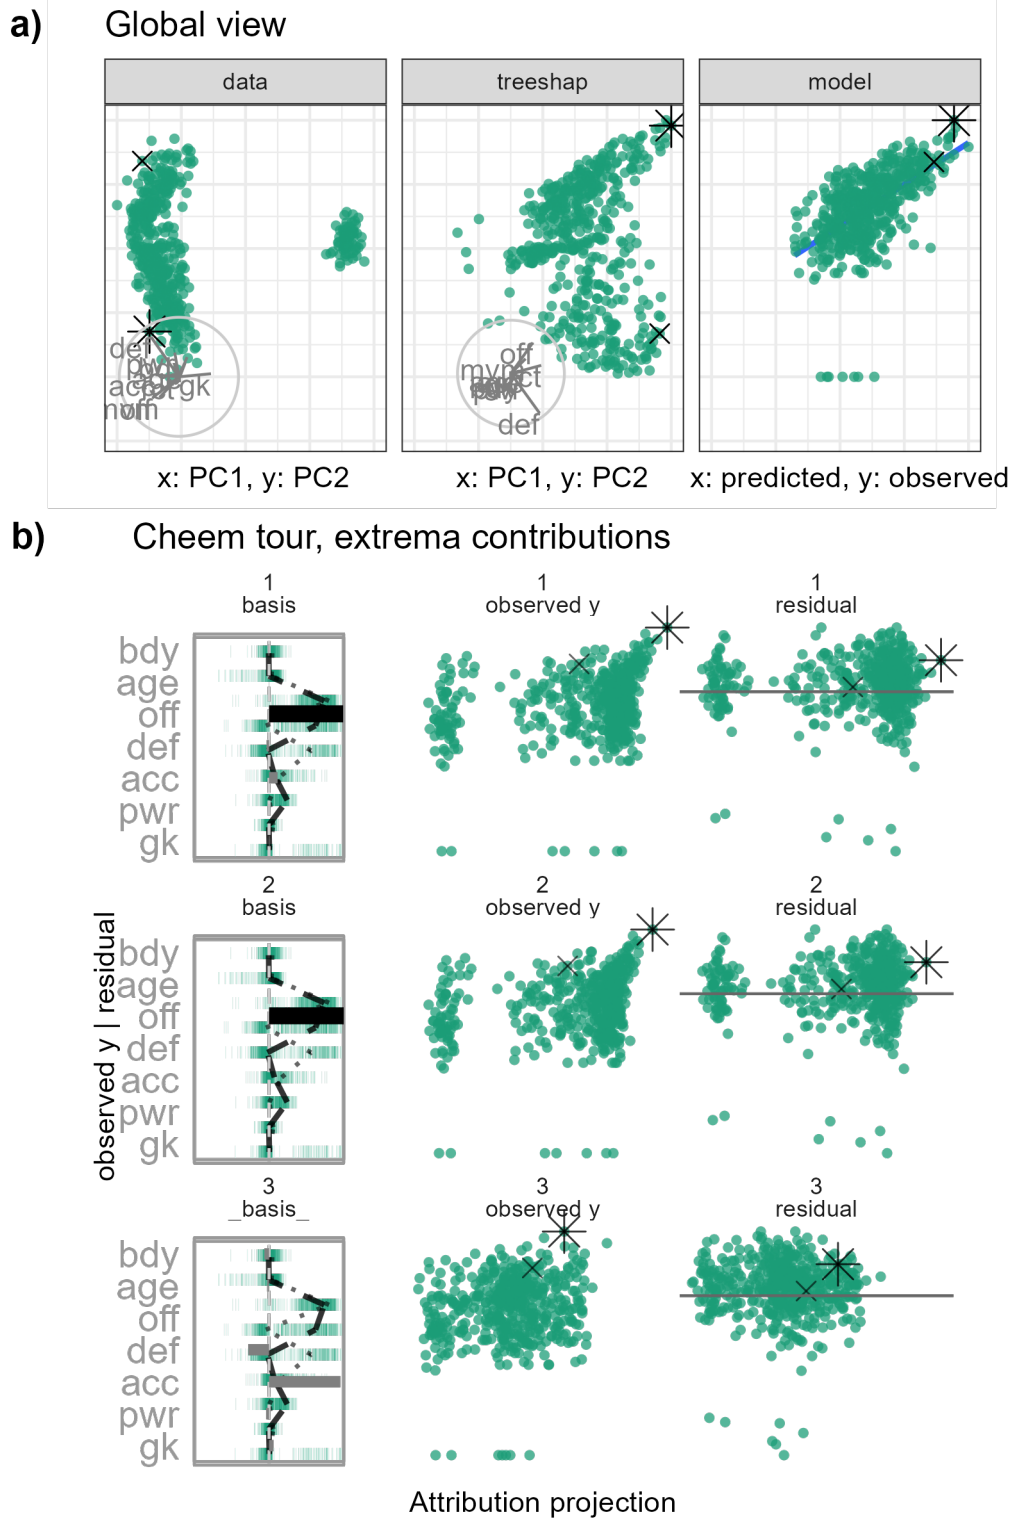 a) Global view
data treeshap model
def
gk
off
def
x: PC1, y: PC2 x: PC1, y: PC2 x: predicted, y: observed
b) Cheem tour, extrema contributions
1 1 1
basis observed y residual
bdy
age
off
def
acc
pwr
gk
2 2 2
basis observed y residual
bdy
age
off
def
acc
pwr
gk
observed y | residual
3 3 3
_basis_ observed y residual
bdy
age
off
def
acc
pwr
gk
Attribution projection